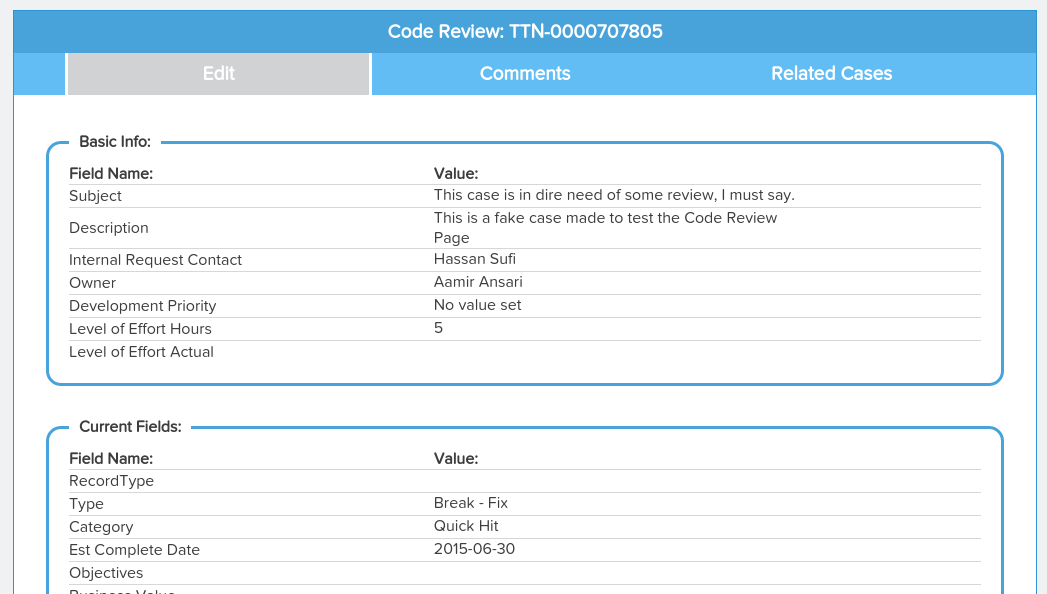 Code Review: TTN-0000707805
Edit Comments Related Cases
Basic Info:
Field Name: Value:
Subject This case is in dire need of some review, I must say.
Description This is a fake case made to test the Code Review
Page
Internal Request Contact Hassan Sufi
Owner Aamir Ansari
Development Priority No value set
Level of Effort Hours 5
Level of Effort Actual
Current Fields:
Field Name: Value:
RecordType
Type Break - Fix
Category Quick Hit
Est Complete Date 2015-06-30
Objectives
Business Value